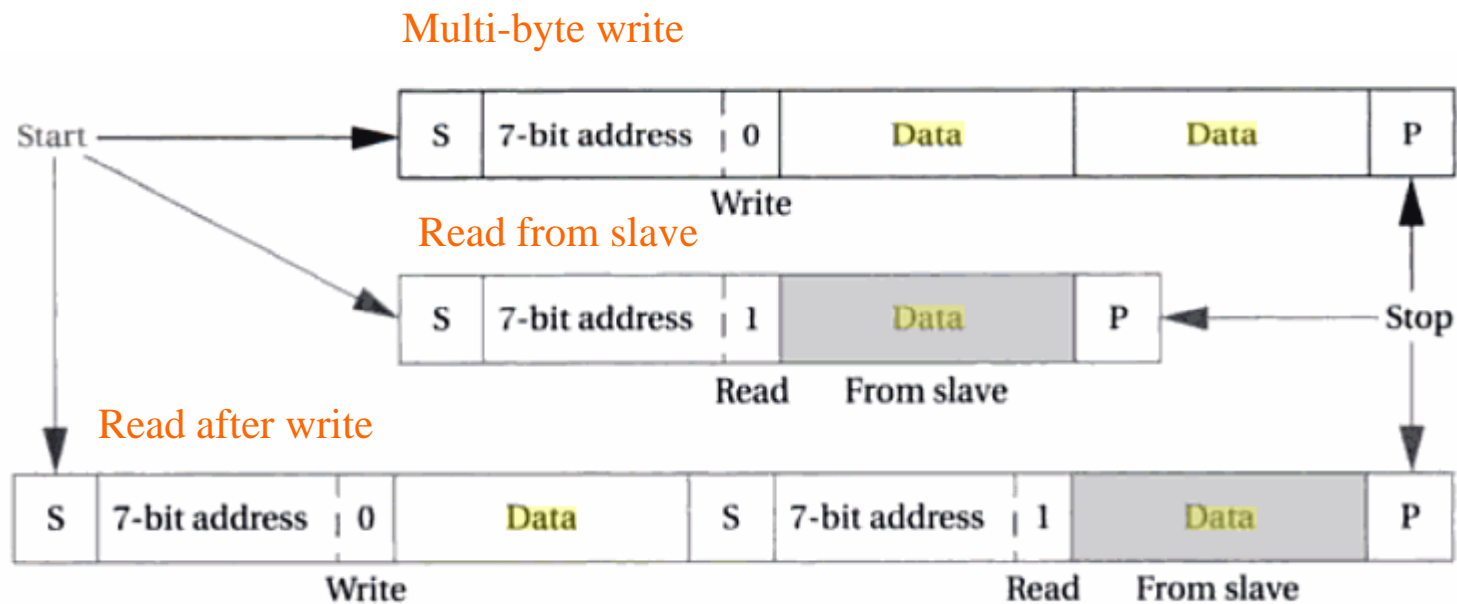 Multi-byte write
Start S 7-bit address 0 Data Data P
Write
Read from slave
S 7-bit address 1 Data P Stop
Read From slave
Read after write
S 7-bit address 0 Data S 7-bit address 1 Data P
Write Read From slave